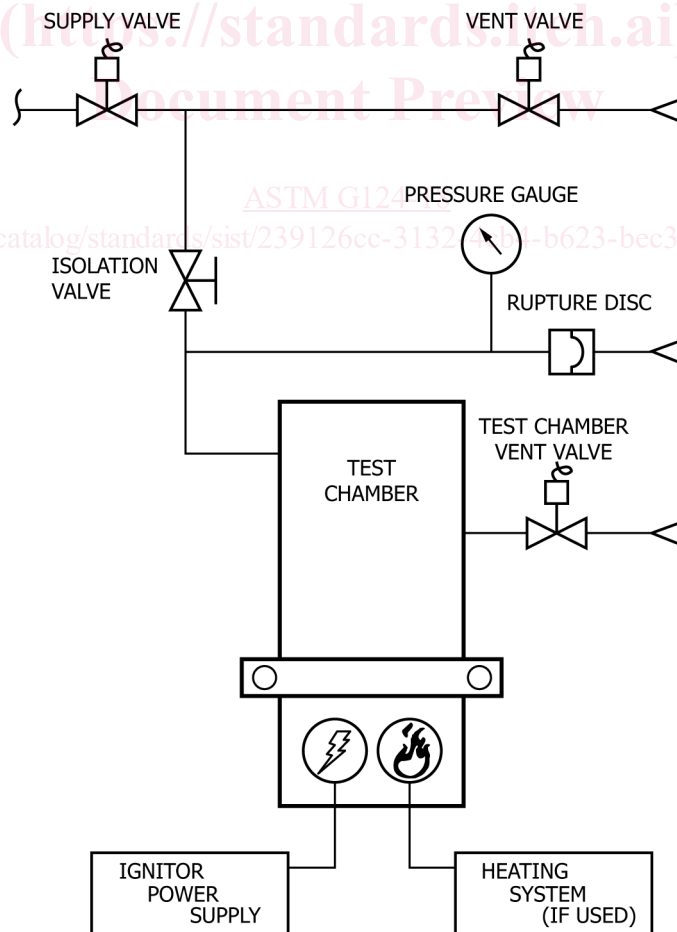 (https://standards.iteh.ai)
Document Preview
SUPPLY VALVE
VENT VALVE
ASTM G124
PRESSURE GAUGE
catalog/standards/sist/239126cc-3132
-b623-bec3
ISOLATION
VALVE
RUPTURE DISC
TEST CHAMBER
VENT VALVE
TEST
CHAMBER
IGNITOR
POWER
SUPPLY
HEATING
SYSTEM
(IF USED)